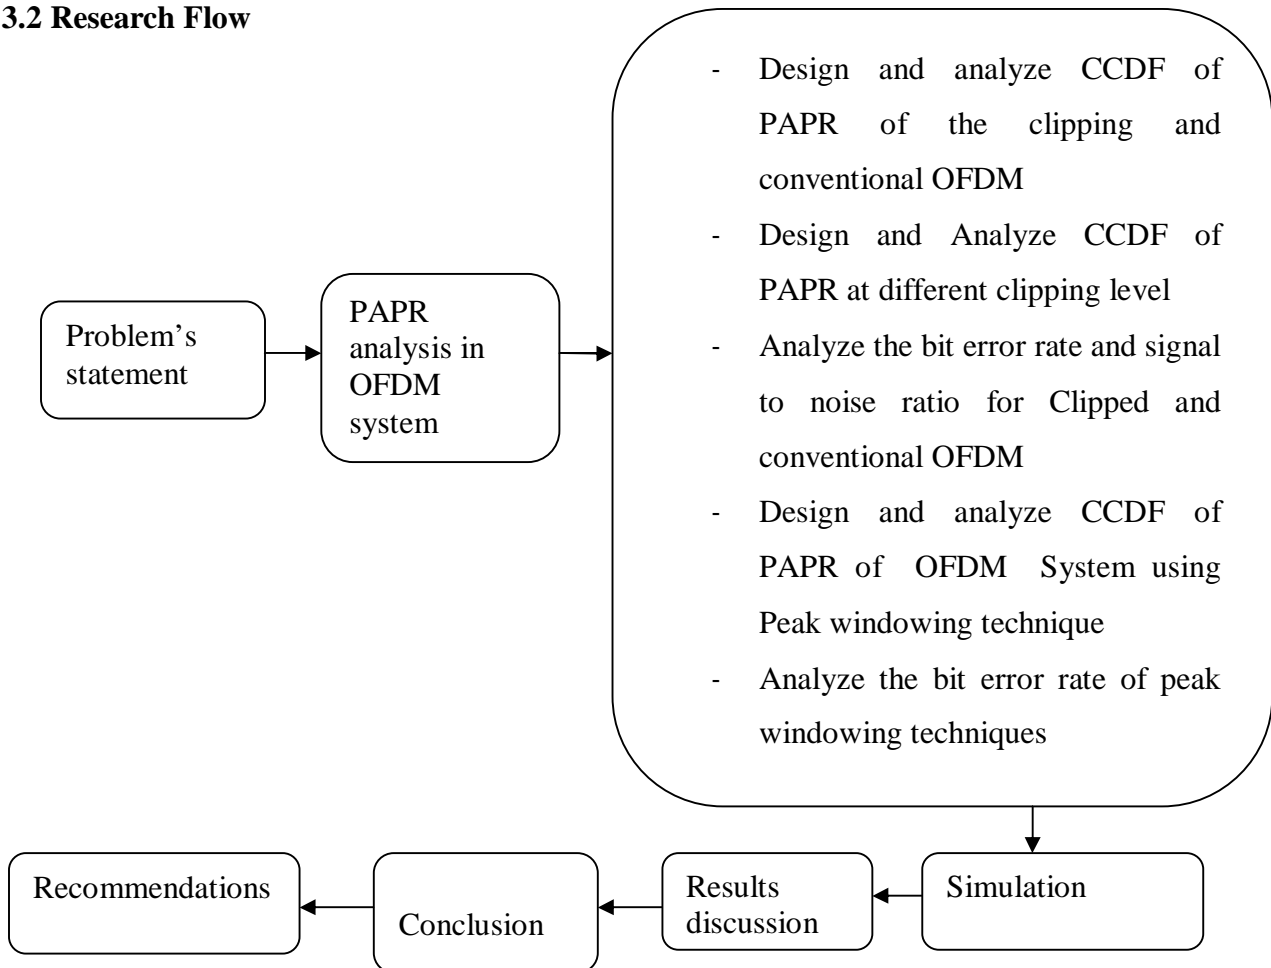 3.2 Research Flow
Problem’s
statement
PAPR
analysis in
OFDM
system
- Design and analyze CCDF of
PAPR of the clipping and
conventional OFDM
- Design and Analyze CCDF of
PAPR at different clipping level
- Analyze the bit error rate and signal
to noise ratio for Clipped and
conventional OFDM
- Design and analyze CCDF of
PAPR of OFDM System using
Peak windowing technique
- Analyze the bit error rate of peak
windowing techniques
Simulation
Results
discussion
Conclusion
Recommendations